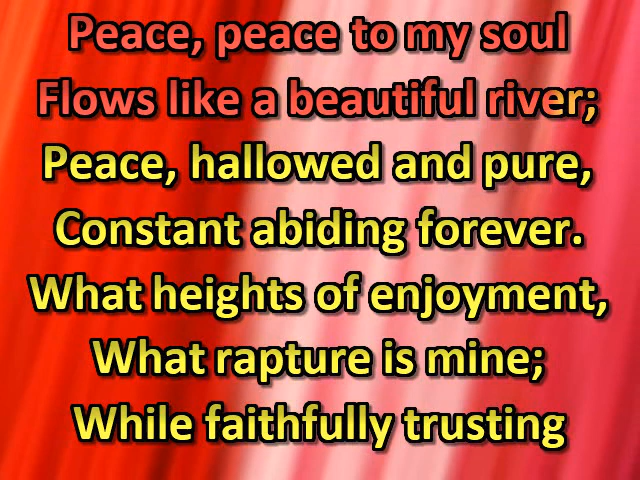 Peace, peace to my soul
Flows like a beautiful river;
Peace, hallowed and pure,
Constant abiding forever.
What heights of enjoyment,
What rapture is mine;
While faithfully trusting